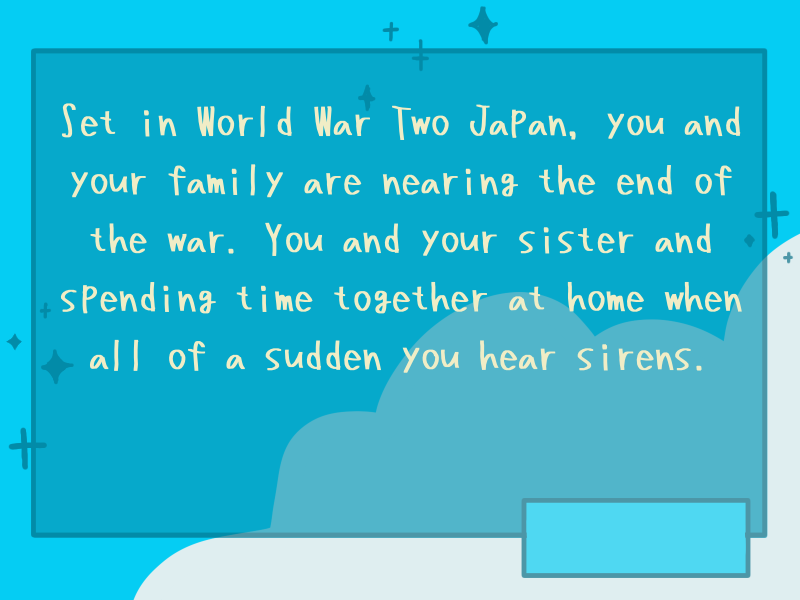 Set in World War Two Japan, you and
your family are nearing the end of
the war. You and your sister and
spending time together at home when
all of a sudden you hear sirens.